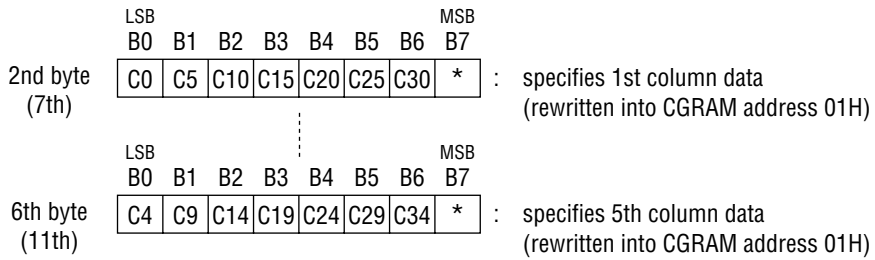 LSB MSB
B0 B1 B2 B3 B4 B5 B6 B7
2nd byte C0 C5 C10 C15 C20 C25 C30 * : specifies 1st column data
(7th) (rewritten into CGRAM address 01H)
LSB MSB
B0 B1 B2 B3 B4 B5 B6 B7
6th byte C4 C9 C14 C19 C24 C29 C34 * : specifies 5th column data
(11th) (rewritten into CGRAM address 01H)